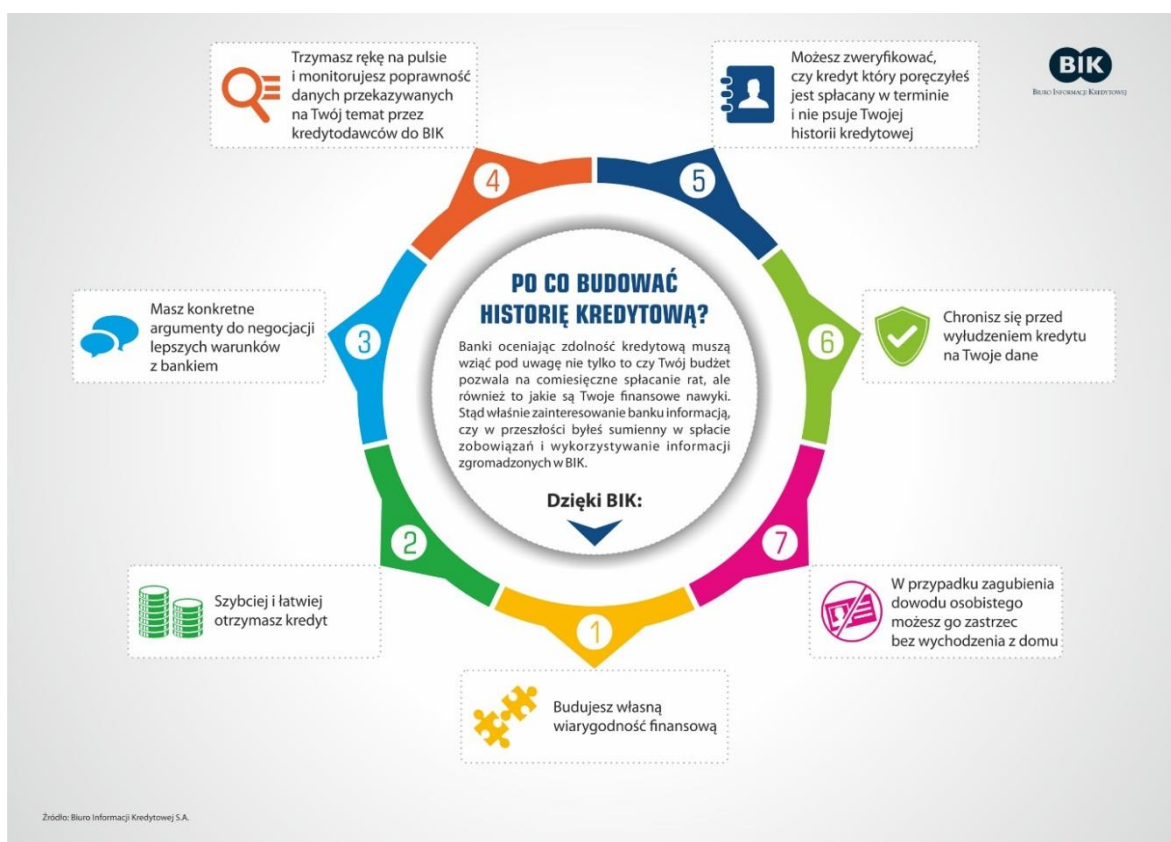 BIK
BIURO INFORMACJI KREDYTOWEJ
PO CO BUDOWAĆ
HISTORIĘ KREDYTOWĄ?
Banki oceniając zdolność kredytową muszą
wziąć pod uwagę nie tylko to czy Twój budżet
pozwala na comiesięczne spłacanie rat, ale
również to jakie są Twoje finansowe nawyki.
Stąd właśnie zainteresowanie banku informacją,
czy w przeszłości byłeś sumienny w spłacie
zobowiązań i wykorzystywanie informacji
zgromadzonych w BIK.
Dzięki BIK:
1
Budujesz własną
wiarygodność finansową
2
Szybciej i łatwiej
otrzymasz kredyt
3
Masz konkretne
argumenty do negocjacji
lepszych warunków
z bankiem
4
Trzymasz rękę na pulsie
i monitorujesz poprawność
danych przekazywanych
na Twój temat przez
kredytodawców do BIK
5
Możesz zweryfikować,
czy kredyt który poręczyłeś
jest spłacany w terminie
i nie psuje Twojej
historii kredytowej
6
Chronisz się przed
wyłudzeniem kredytu
na Twoje dane
7
W przypadku zagubienia
dowodu osobistego
możesz go zastrzec
bez wychodzenia z domu
Źródło: Biuro Informacji Kredytowej S.A.